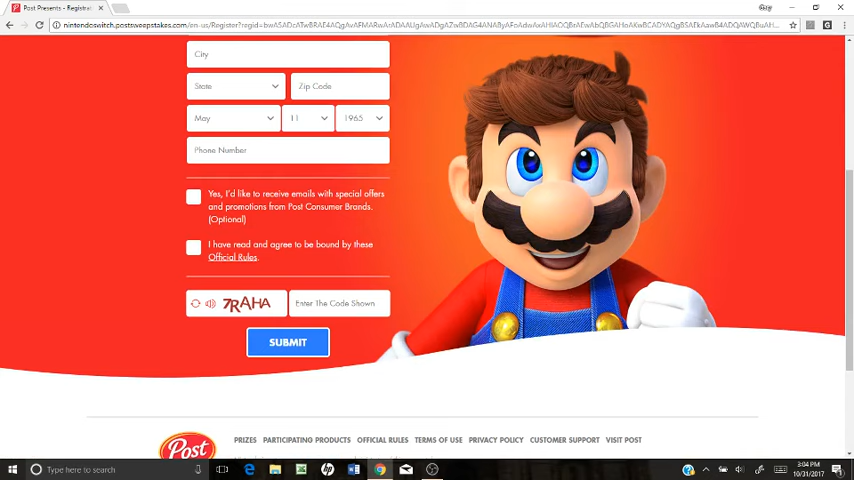 Post Presents - Registrati
nintendoswitch.postsweepstakes.com/en-us/Register?regid=
City
State
Zip Code
May
11
1965
Phone Number
Yes, I'd like to receive emails with special offers
and promotions from Post Consumer Brands.
(Optional)
I have read and agree to be bound by these
Official Rules.
7RAHA
Enter The Code Shown
SUBMIT
Post
PRIZES PARTICIPATING PRODUCTS OFFICIAL RULES TERMS OF USE PRIVACY POLICY CUSTOMER SUPPORT VISIT POST
Type here to search
3:04 PM
10/31/2017